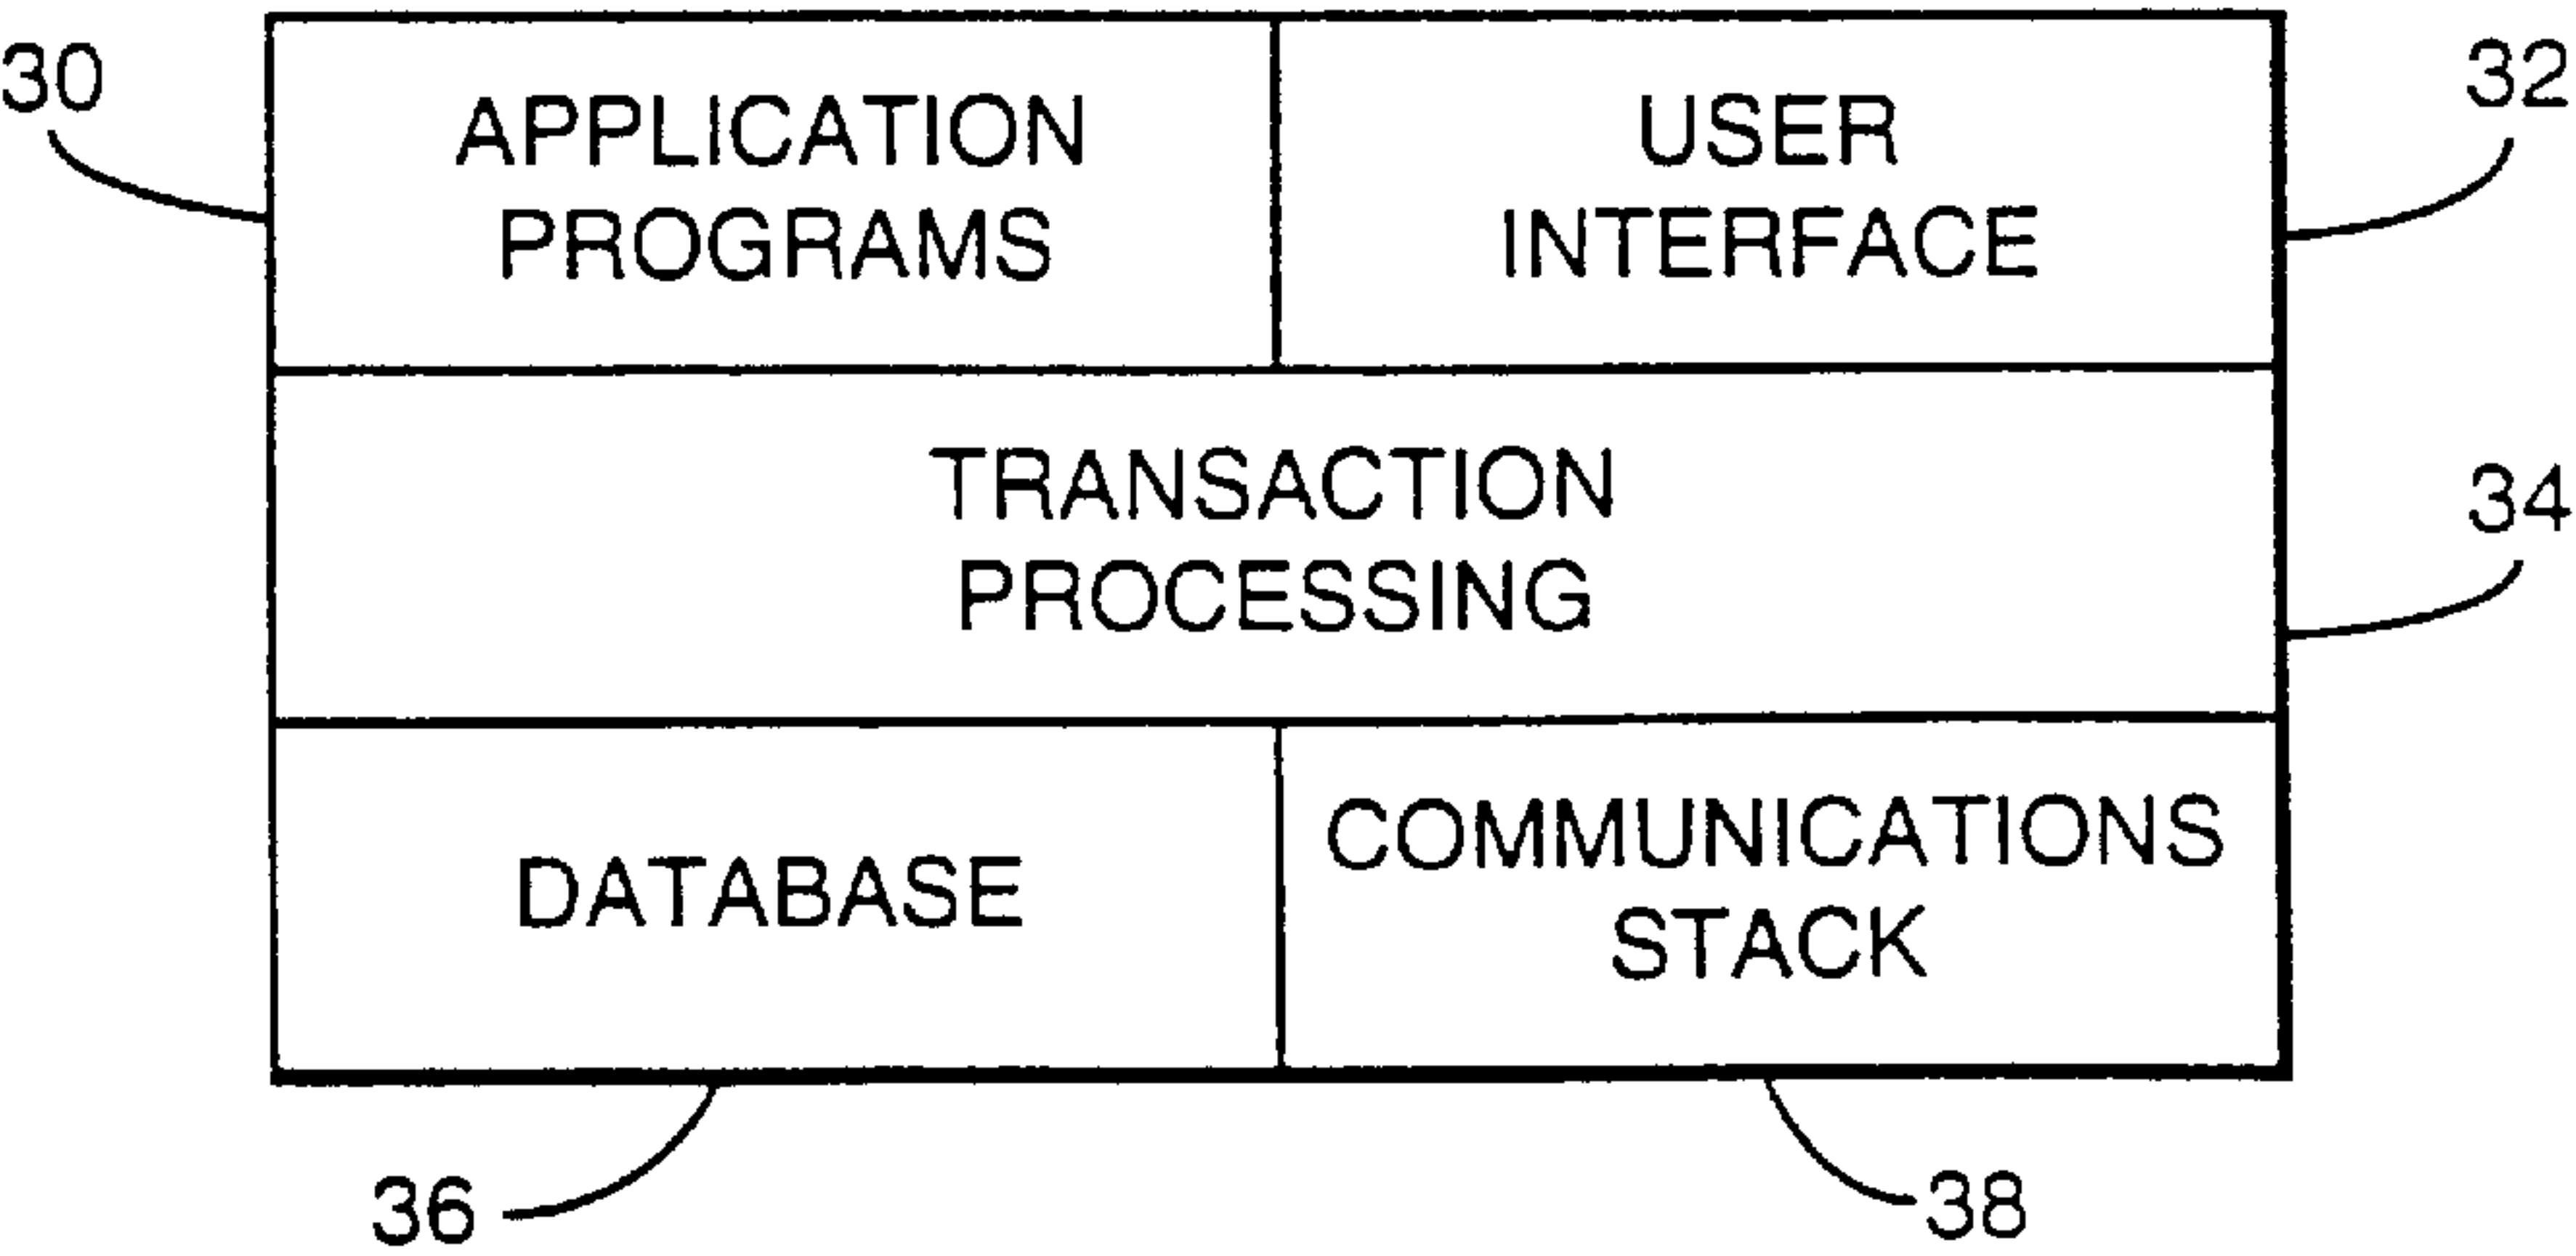 30
APPLICATION
PROGRAMS
USER
INTERFACE
32
TRANSACTION
PROCESSING
34
DATABASE
COMMUNICATIONS
STACK
36
38